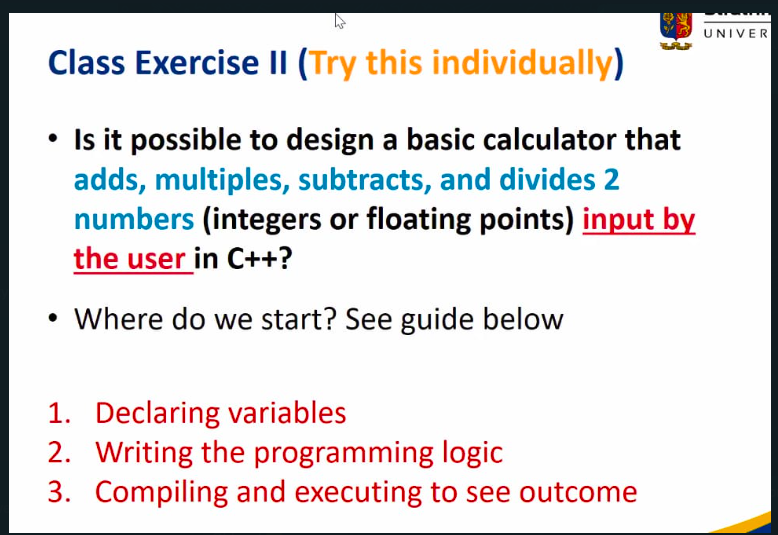 UNIVER
Class Exercise II (Try this individually)
• Is it possible to design a basic calculator that
adds, multiples, subtracts, and divides 2
numbers (integers or floating points) input by
the user in C++?
• Where do we start? See guide below
1. Declaring variables
2. Writing the programming logic
3. Compiling and executing to see outcome